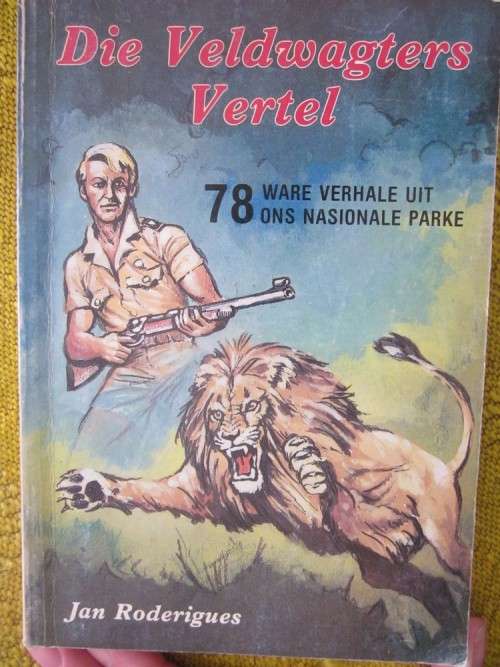 Die Veldwagters
Vertel
78 WARE VERHALE UIT
ONS NASIONALE PARKE
Jan Roderigues